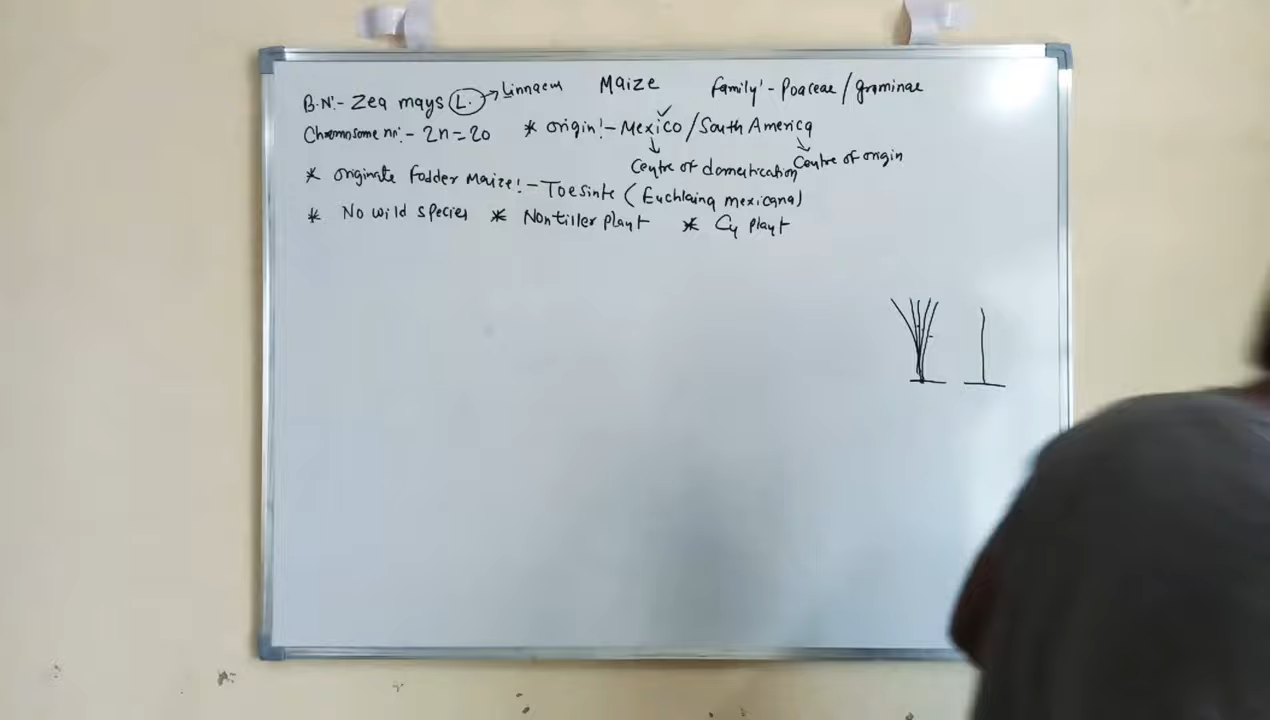 Maize
B.N:- Zea mays L. → Linnaeus Family:- Poaceae / graminae
Chromosome no:- 2n=20 * origin:- Mexico / South America
Centre of domestication Centre of origin
* originate fodder Maize:- Toesinte (Euchlaina mexicana)
* No wild species * Non tiller plant * C4 plant